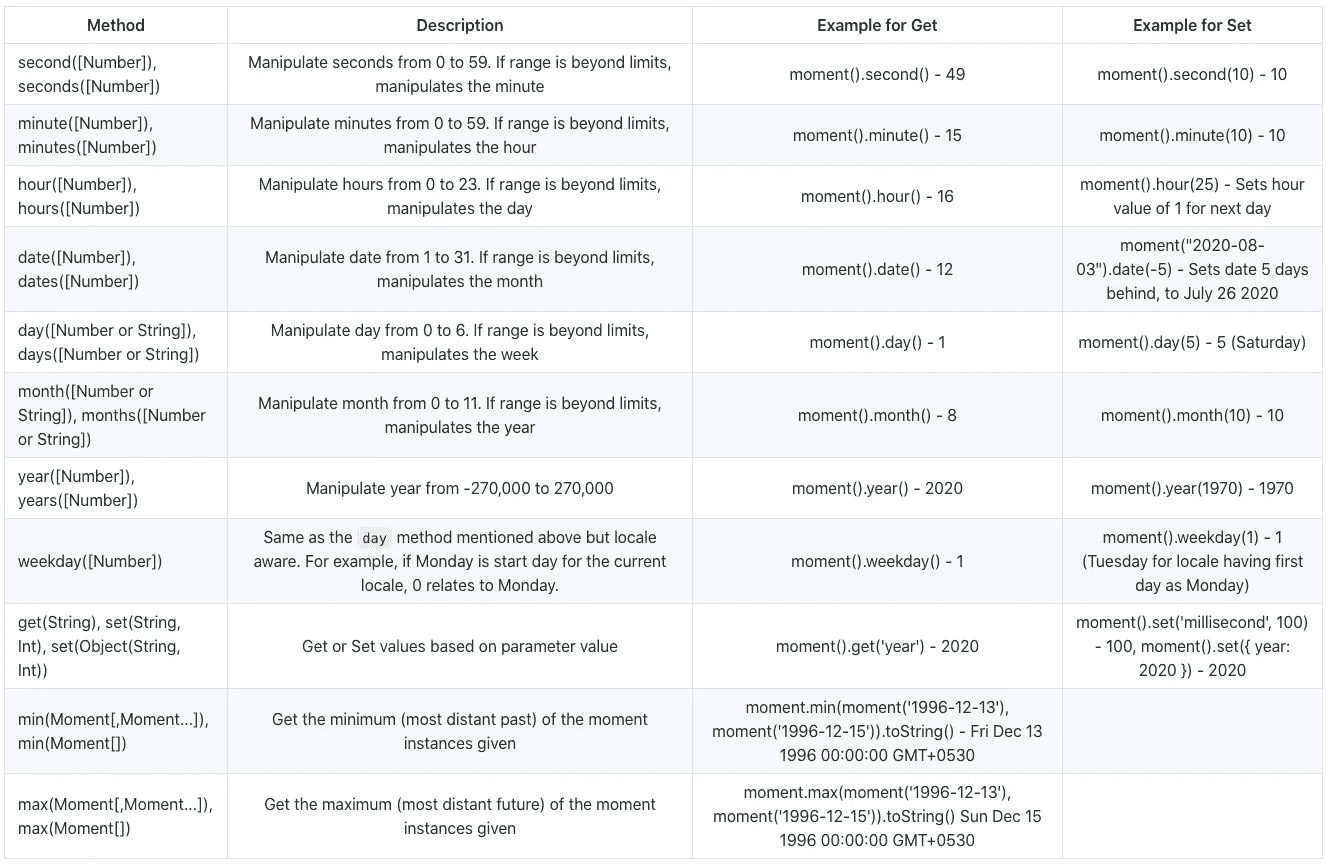 Method
Description
Example for Get
Example for Set
second([Number]),
seconds([Number])
Manipulate seconds from 0 to 59. If range is beyond limits,
manipulates the minute
moment().second() - 49
moment().second(10) - 10
minute([Number]),
minutes([Number])
Manipulate minutes from 0 to 59. If range is beyond limits,
manipulates the hour
moment().minute() - 15
moment().minute(10) - 10
hour([Number]),
hours([Number])
Manipulate hours from 0 to 23. If range is beyond limits,
manipulates the day
moment().hour() - 16
moment().hour(25) - Sets hour
value of 1 for next day
date([Number]),
dates([Number])
Manipulate date from 1 to 31. If range is beyond limits,
manipulates the month
moment().date() - 12
moment("2020-08-
03").date(-5) - Sets date 5 days
behind, to July 26 2020
day([Number or String]),
days([Number or String])
Manipulate day from 0 to 6. If range is beyond limits,
manipulates the week
moment().day() - 1
moment().day(5) - 5 (Saturday)
month([Number or
String]), months([Number
or String])
Manipulate month from 0 to 11. If range is beyond limits,
manipulates the year
moment().month() - 8
moment().month(10) - 10
year([Number]),
years([Number])
Manipulate year from -270,000 to 270,000
moment().year() - 2020
moment().year(1970) - 1970
weekday([Number])
Same as the day method mentioned above but locale
aware. For example, if Monday is start day for the current
locale, 0 relates to Monday.
moment().weekday() - 1
moment().weekday(1) - 1
(Tuesday for locale having first
day as Monday)
get(String), set(String,
Int), set(Object(String,
Int))
Get or Set values based on parameter value
moment().get('year') - 2020
moment().set('millisecond', 100)
- 100, moment().set({ year:
2020 }) - 2020
min(Moment[,Moment...]),
min(Moment[])
Get the minimum (most distant past) of the moment
instances given
moment.min(moment('1996-12-13'),
moment('1996-12-15')).toString() - Fri Dec 13
1996 00:00:00 GMT+0530
max(Moment[,Moment...]),
max(Moment[])
Get the maximum (most distant future) of the moment
instances given
moment.max(moment('1996-12-13'),
moment('1996-12-15')).toString() Sun Dec 15
1996 00:00:00 GMT+0530